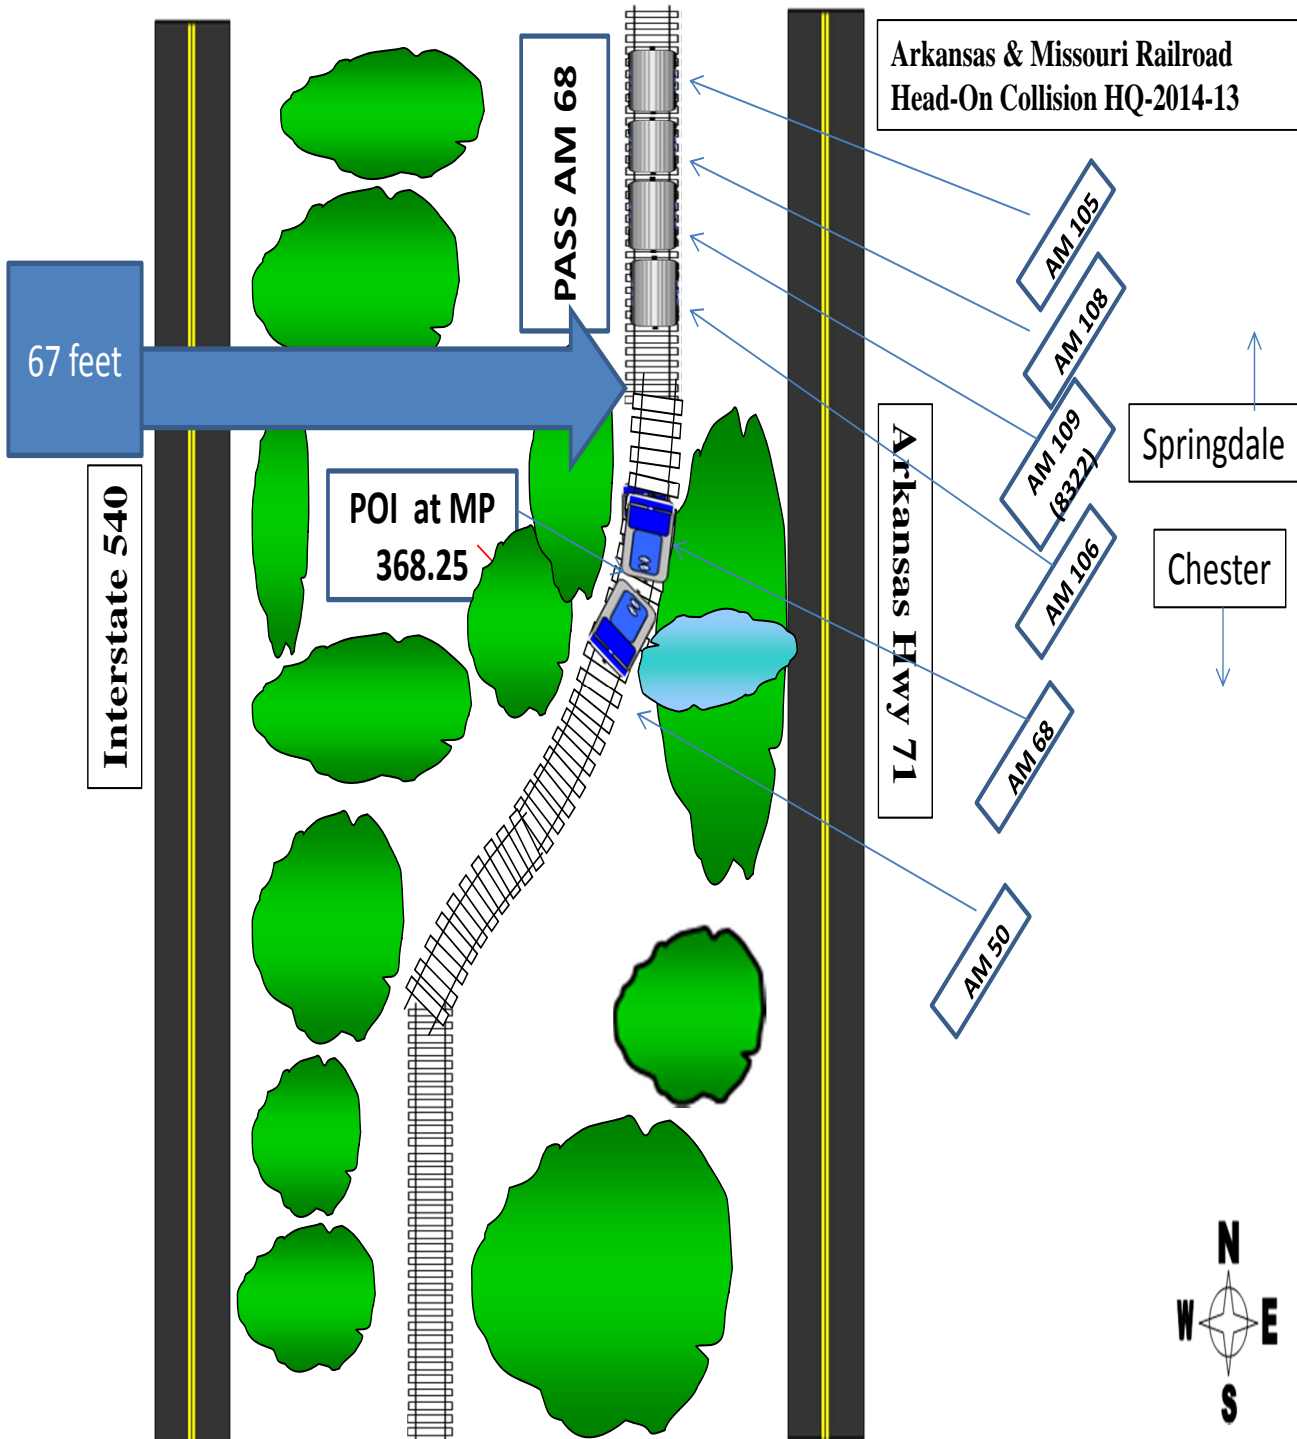 Arkansas & Missouri Railroad
Head-On Collision HQ-2014-13
PASS AM 68
67 feet
Interstate 540
POI at MP
368.25
Arkansas Hwy 71
AM 105
AM 108
AM 109
(8322)
AM 106
AM 68
AM 50
Springdale
Chester
N
W E
S